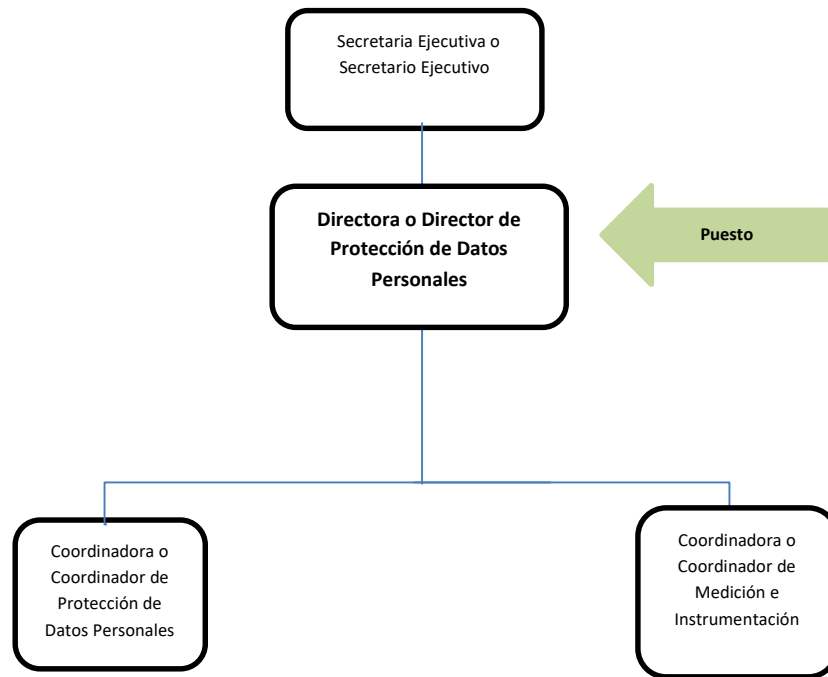 Secretaria Ejecutiva o
Secretario Ejecutivo
Directora o Director de
Protección de Datos
Personales
Puesto
Coordinadora o
Coordinador de
Protección de
Datos Personales
Coordinadora o
Coordinador de
Medición e
Instrumentación